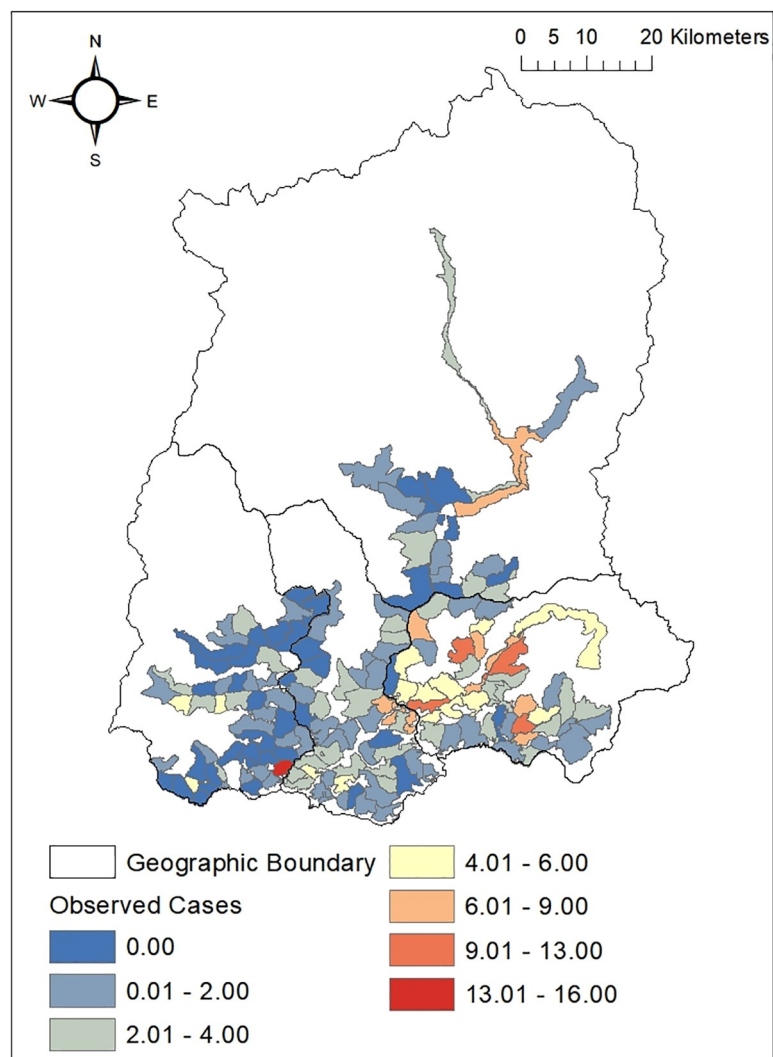 N
W E
S
0 5 10 20 Kilometers
Geographic Boundary
Observed Cases
0.00
0.01 - 2.00
2.01 - 4.00
4.01 - 6.00
6.01 - 9.00
9.01 - 13.00
13.01 - 16.00